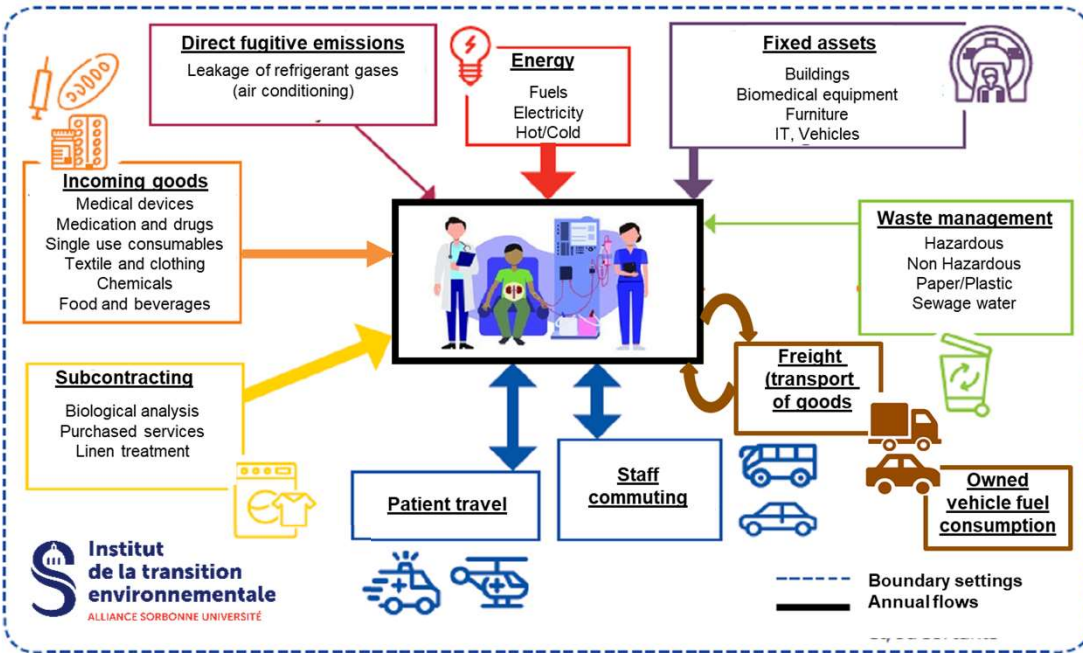 Direct fugitive emissions
Leakage of refrigerant gases
(air conditioning)
Energy
Fuels
Electricity
Hot/Cold
Fixed assets
Buildings
Biomedical equipment
Furniture
IT, Vehicles
Incoming goods
Medical devices
Medication and drugs
Single use consumables
Textile and clothing
Chemicals
Food and beverages
Waste management
Hazardous
Non Hazardous
Paper/Plastic
Sewage water
Subcontracting
Biological analysis
Purchased services
Linen treatment
Freight
(transport
of goods
Patient travel
Staff
commuting
Owned
vehicle fuel
consumption
Institut
de la transition
environnementale
ALLIANCE SORBONNE UNIVERSITÉ
Boundary settings
Annual flows